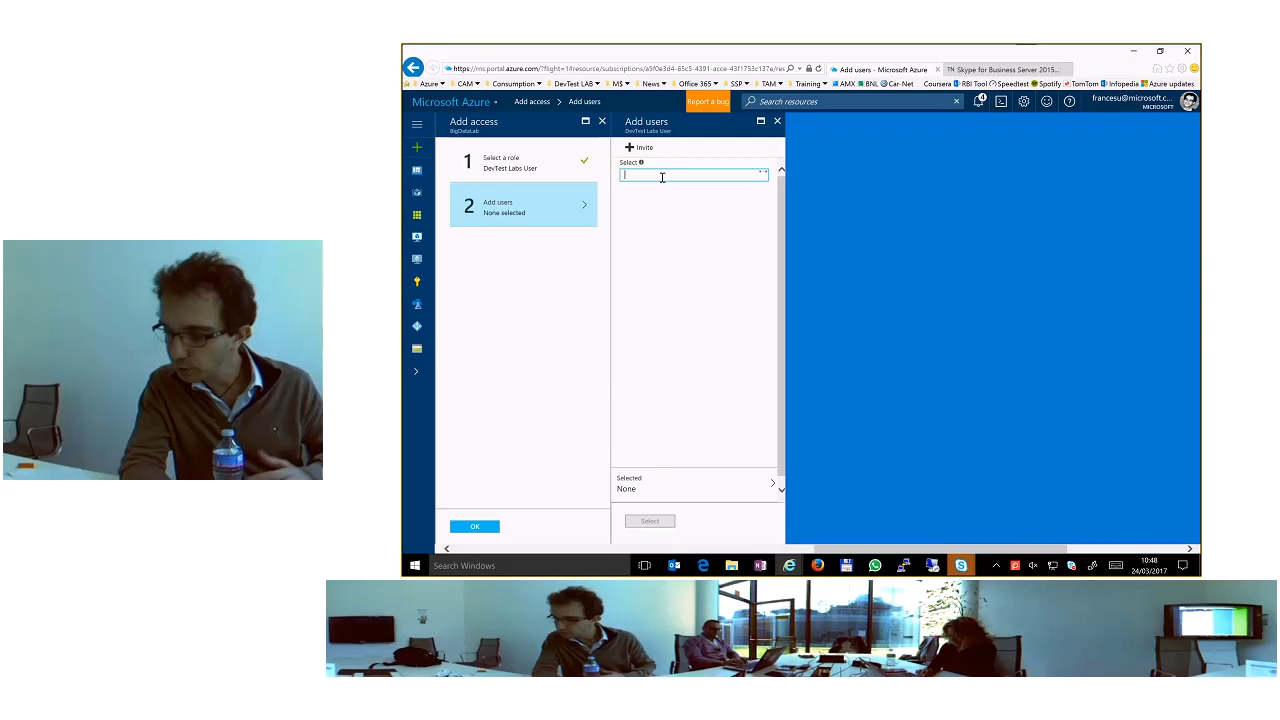 https://ms.portal.azure.com/?flight=1#resource/subscriptions/a5f0e3d4-65c5-4391-acce-43f1753c137e/res
Add users - Microsoft Azure
Skype for Business Server 2015...
Azure
CAM
Consumption
DevTest LAB
MS
News
Office 365
SSP
TAM
Training
AMX
BNL
Car-Net
Coursera
RBI Tool
Speedtest
Spotify
TomTom
Infopedia
Azure updates
Microsoft Azure
Add access > Add users
Report a bug
Search resources
4
francesu@microsoft.c...
MICROSOFT
Add access
BigDataLab
1
Select a role
DevTest Labs User
2
Add users
None selected
OK
Add users
DevTest Labs User
Invite
Select
Selected
None
Select
Search Windows
10:48
24/03/2017